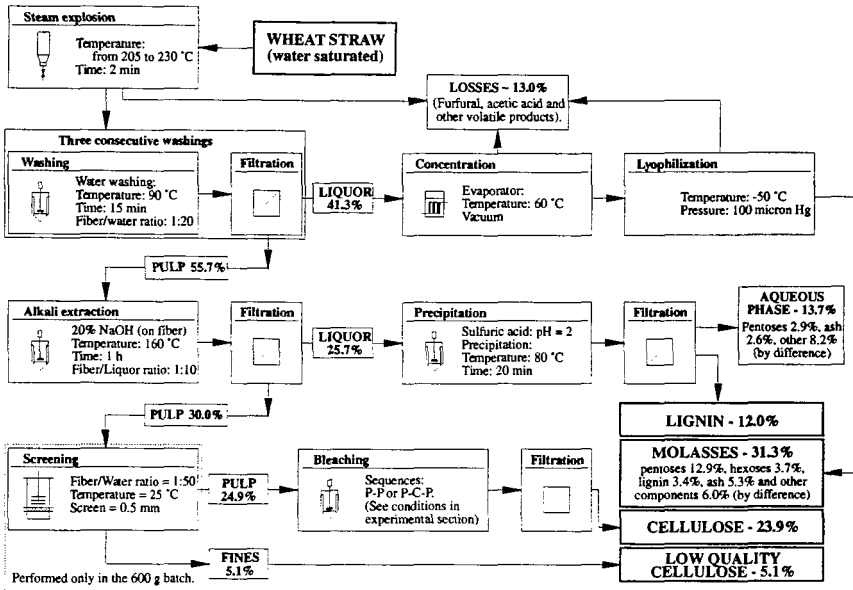 Steam explosion
Temperature:
from 205 to 230 °C
Time: 2 min
WHEAT STRAW
(water saturated)
LOSSES ~ 13.0%
(Furfural, acetic acid and
other volatile products).
Three consecutive washings
Washing
Water washing:
Temperature: 90 °C
Time: 15 min
Fiber/water ratio: 1:20
Filtration
LIQUOR
41.3%
Concentration
Evaporator:
Temperature: 60 °C
Vacuum
Lyophilization
Temperature: -50 °C
Pressure: 100 micron Hg
PULP 55.7%
Alkali extraction
20% NaOH (on fiber)
Temperature: 160 °C
Time: 1 h
Fiber/Liquor ratio: 1:10
Filtration
LIQUOR
25.7%
Precipitation
Sulfuric acid: pH = 2
Precipitation:
Temperature: 80 °C
Time: 20 min
Filtration
AQUEOUS
PHASE - 13.7%
Pentoses 2.9%, ash
2.6%, other 8.2%
(by difference)
PULP 30.0%
LIGNIN - 12.0%
MOLASSES - 31.3%
pentoses 12.9%, hexoses 3.7%,
lignin 3.4%, ash 5.3% and other
components 6.0% (by difference)
Screening
Fiber/Water ratio = 1:50
Temperature = 25 °C
Screen = 0.5 mm
PULP
24.9%
Bleaching
Sequences:
P-P or P-C-P.
(See conditions in
experimental section)
Filtration
CELLULOSE - 23.9%
FINES
5.1%
LOW QUALITY
CELLULOSE - 5.1%
Performed only in the 600 g batch.